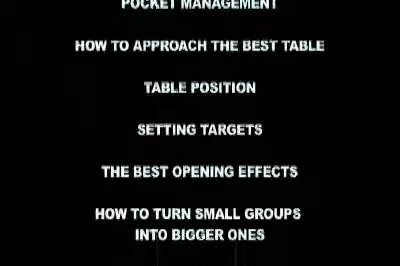 POCKET MANAGEMENT
HOW TO APPROACH THE BEST TABLE
TABLE POSITION
SETTING TARGETS
THE BEST OPENING EFFECTS
HOW TO TURN SMALL GROUPS
INTO BIGGER ONES